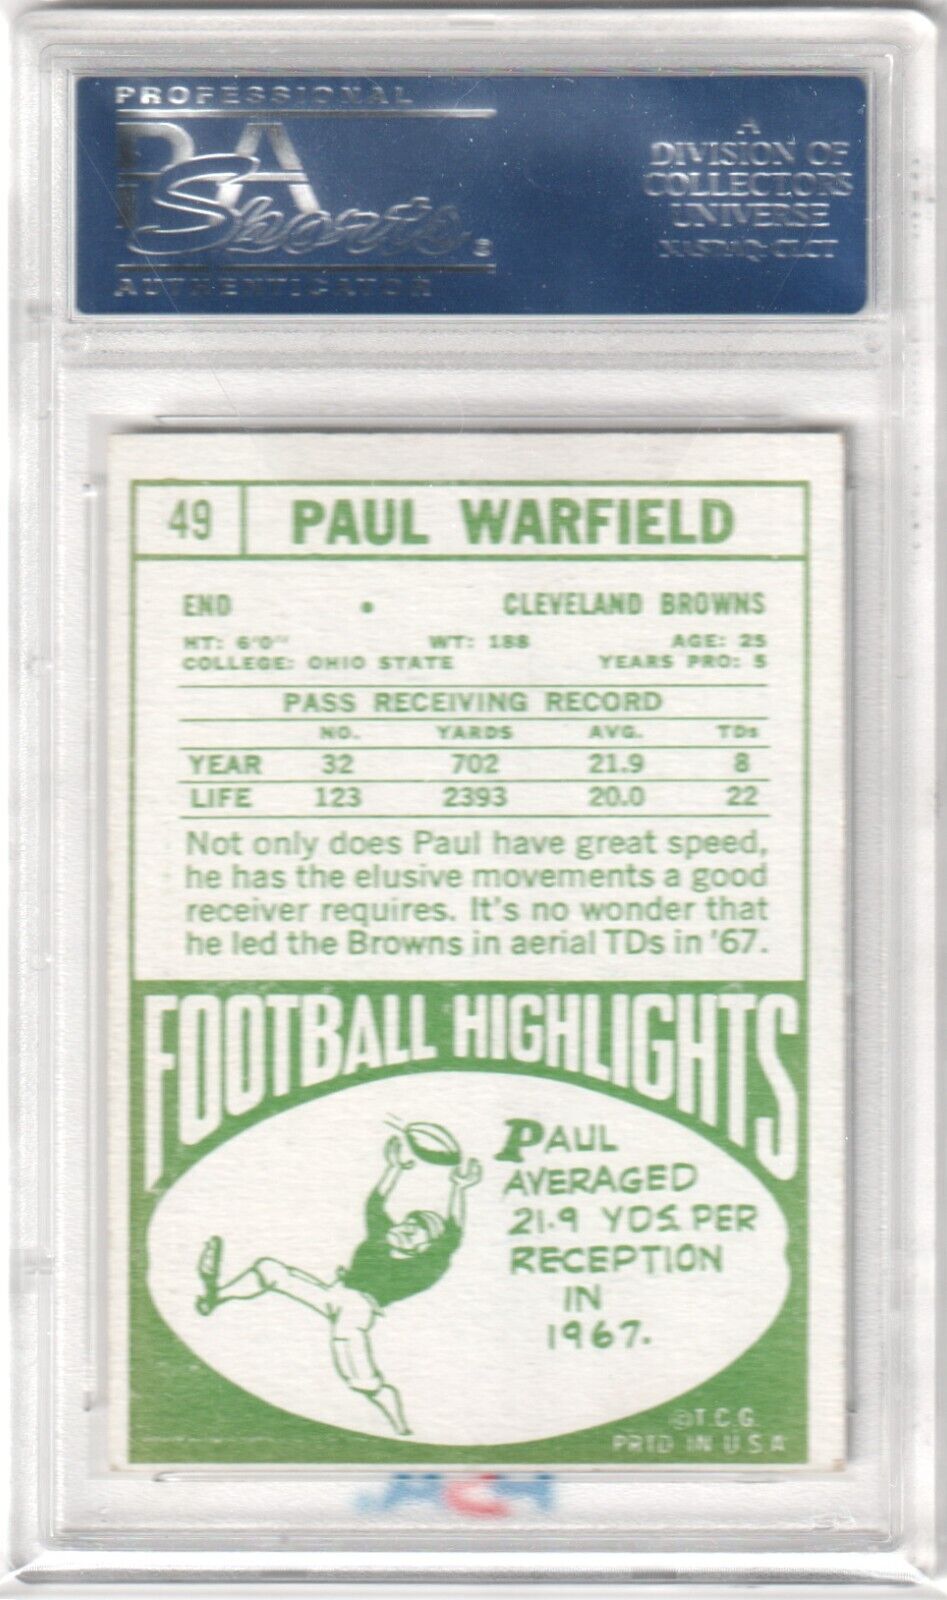 PROFESSIONAL
PSA
Sports
AUTHENTICATOR
A
DIVISION OF
COLLECTORS
UNIVERSE
NASDAQ: CLCT
49 PAUL WARFIELD
END • CLEVELAND BROWNS
HT: 6'0" WT: 188 AGE: 25
COLLEGE: OHIO STATE YEARS PRO: 5
PASS RECEIVING RECORD
NO. YARDS AVG. TDs
YEAR 32 702 21.9 8
LIFE 123 2393 20.0 22
Not only does Paul have great speed,
he has the elusive movements a good
receiver requires. It's no wonder that
he led the Browns in aerial TDs in '67.
FOOTBALL HIGHLIGHTS
PAUL
AVERAGED
21.9 YDS. PER
RECEPTION
IN
1967.
©T.C.G.
PRTD IN U.S.A